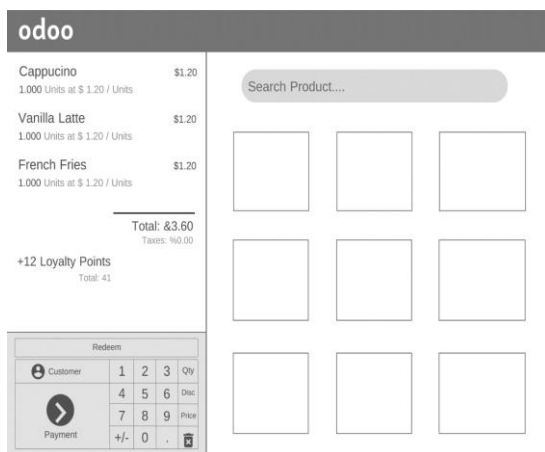 odoo
Cappucino $1.20
1.000 Units at $ 1.20 / Units
Vanilla Latte $1.20
1.000 Units at $ 1.20 / Units
French Fries $1.20
1.000 Units at $ 1.20 / Units
Total: &3.60
Taxes: %0.00
+12 Loyalty Points
Total: 41
Search Product....
Redeem
Customer 1 2 3 Qty
4 5 6 Disc
7 8 9 Price
Payment +/- 0 .